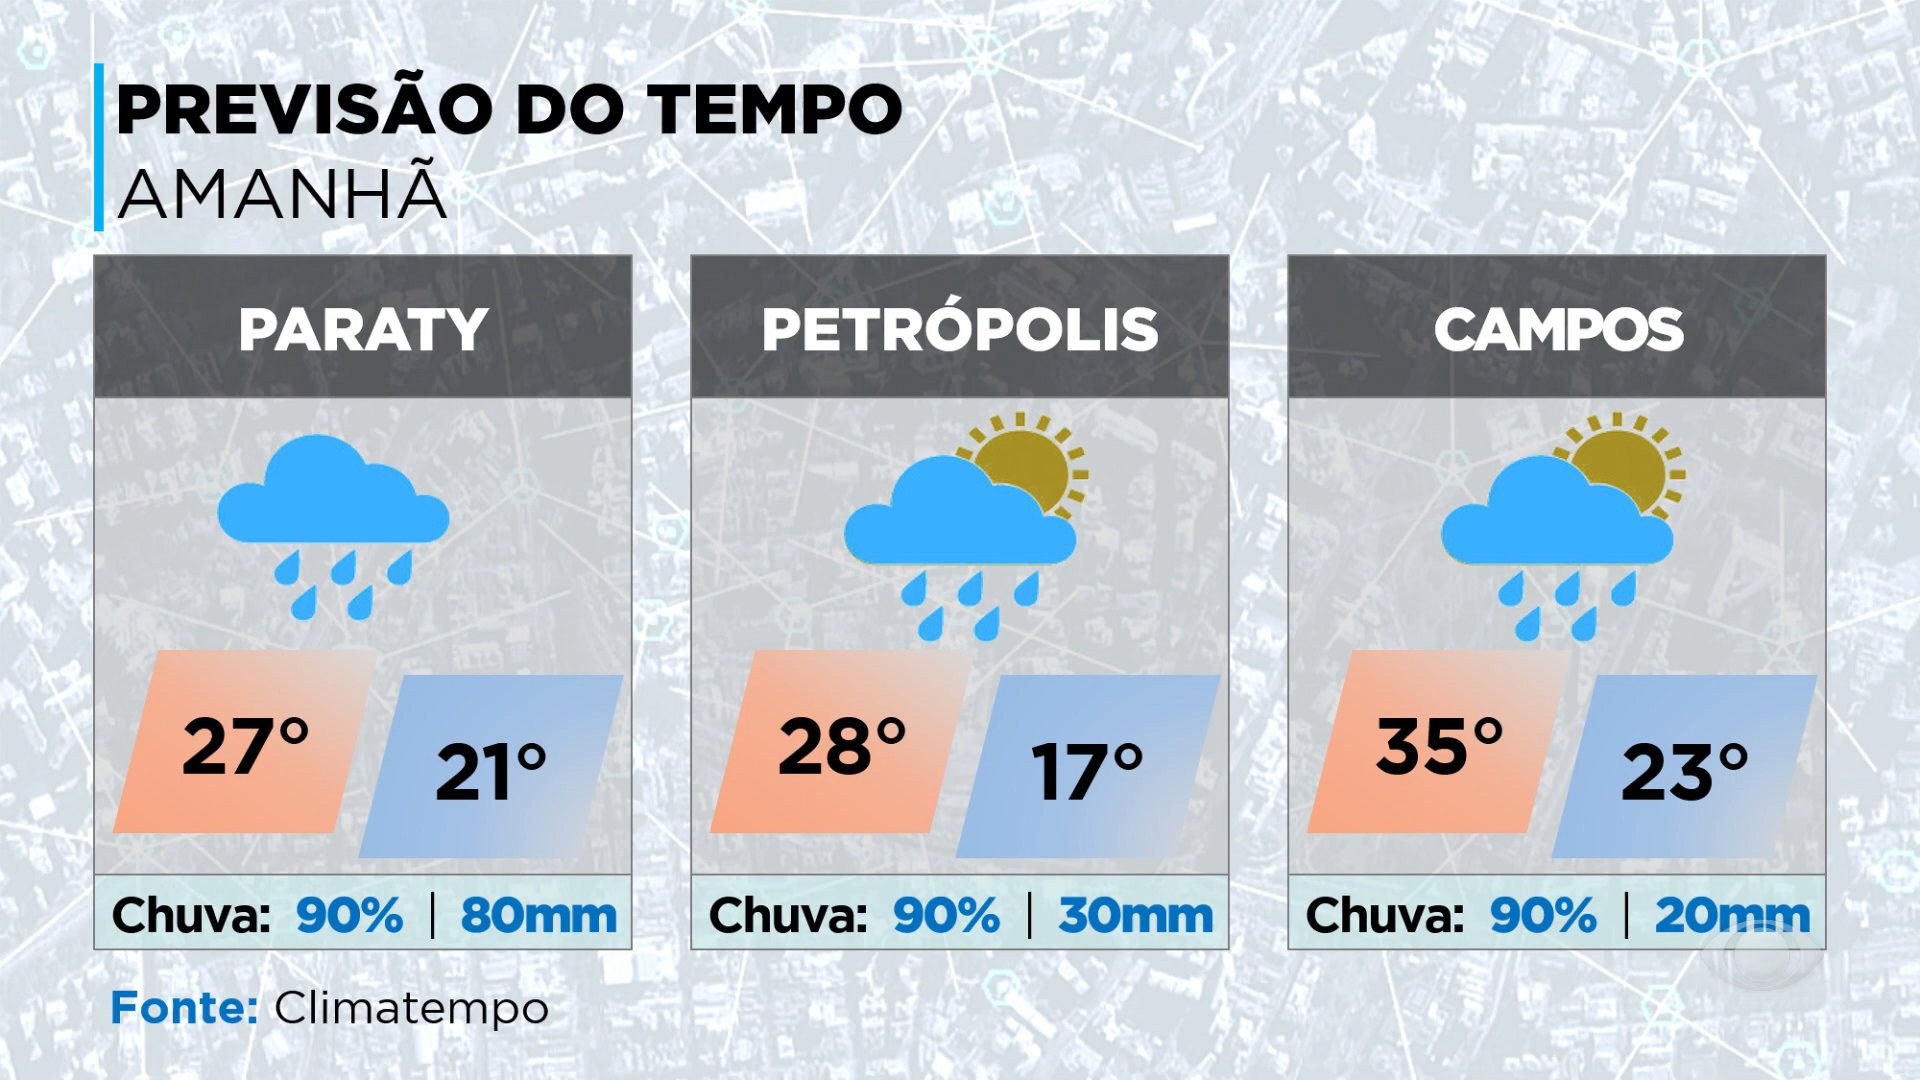 PREVISÃO DO TEMPO
AMANHÃ
PARATY
27°
21°
Chuva: 90% | 80mm
PETRÓPOLIS
28°
17°
Chuva: 90% | 30mm
CAMPOS
35°
23°
Chuva: 90% | 20mm
Fonte: Climatempo